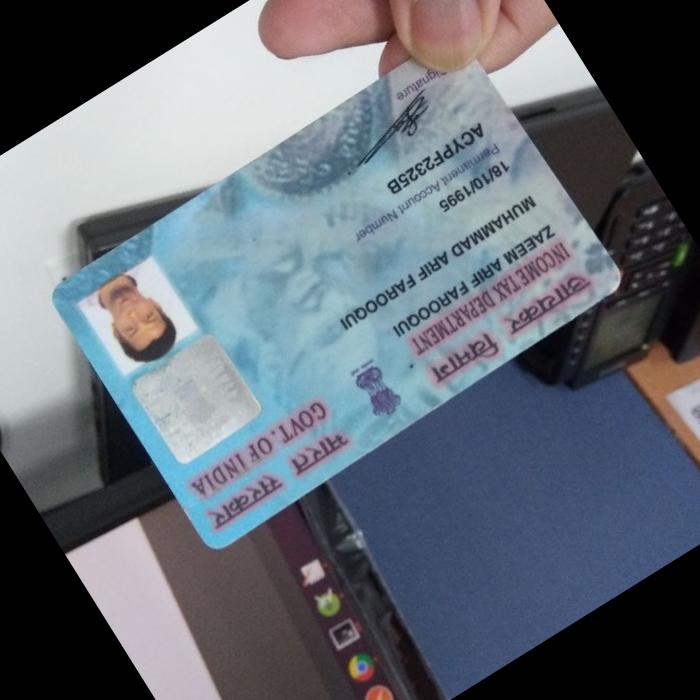 आयकर विभाग
INCOME TAX DEPARTMENT
भारत सरकार
GOVT. OF INDIA
ZAEEM ARIF FAROOQUI
MUHAMMAD ARIF FAROOQUI
18/10/1995
Permanent Account Number
ACYPF2325B
Signature